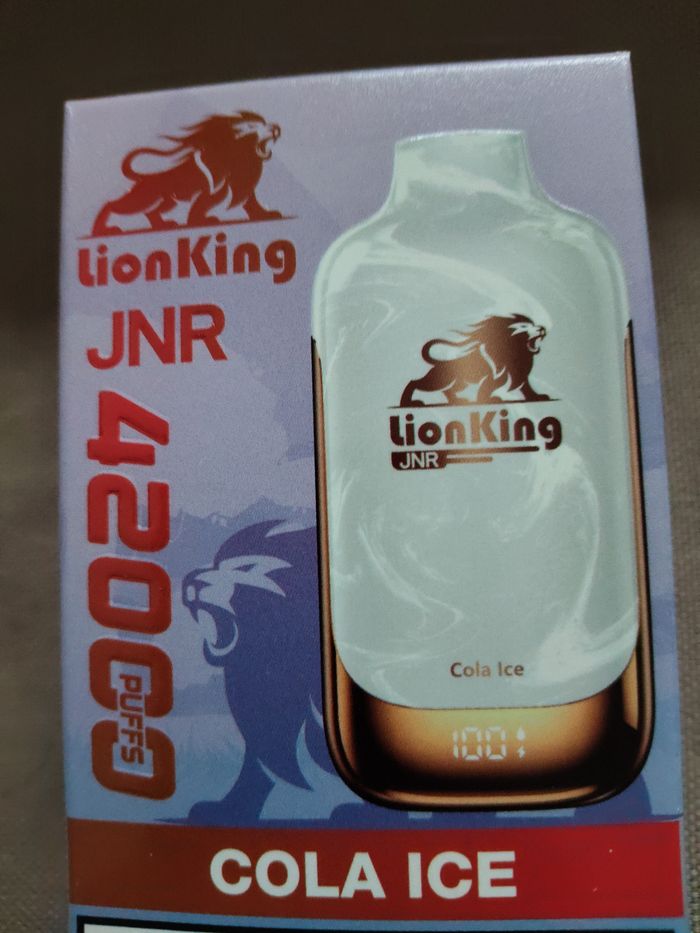 LionKing
JNR
42000
PUFFS
LionKing
JNR
Cola Ice
100
COLA ICE